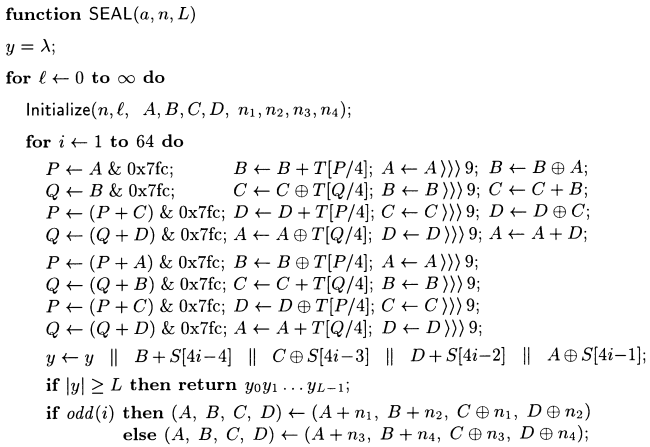 function SEAL(a, n, L)
y = λ;
for ℓ ← 0 to ∞ do
Initialize(n, ℓ, A, B, C, D, n₁, n₂, n₃, n₄);
for i ← 1 to 64 do
P ← A & 0x7fc; B ← B + T[P/4]; A ← A ⟩⟩⟩ 9; B ← B ⊕ A;
Q ← B & 0x7fc; C ← C ⊕ T[Q/4]; B ← B ⟩⟩⟩ 9; C ← C + B;
P ← (P + C) & 0x7fc; D ← D + T[P/4]; C ← C ⟩⟩⟩ 9; D ← D ⊕ C;
Q ← (Q + D) & 0x7fc; A ← A ⊕ T[Q/4]; D ← D ⟩⟩⟩ 9; A ← A + D;
P ← (P + A) & 0x7fc; B ← B ⊕ T[P/4]; A ← A ⟩⟩⟩ 9;
Q ← (Q + B) & 0x7fc; C ← C + T[Q/4]; B ← B ⟩⟩⟩ 9;
P ← (P + C) & 0x7fc; D ← D ⊕ T[P/4]; C ← C ⟩⟩⟩ 9;
Q ← (Q + D) & 0x7fc; A ← A + T[Q/4]; D ← D ⟩⟩⟩ 9;
y ← y ∥ B + S[4i−4] ∥ C ⊕ S[4i−3] ∥ D + S[4i−2] ∥ A ⊕ S[4i−1];
if |y| ≥ L then return y₀y₁ … y_{L−1};
if odd(i) then (A, B, C, D) ← (A + n₁, B + n₂, C ⊕ n₁, D ⊕ n₂)
else (A, B, C, D) ← (A + n₃, B + n₄, C ⊕ n₃, D ⊕ n₄);